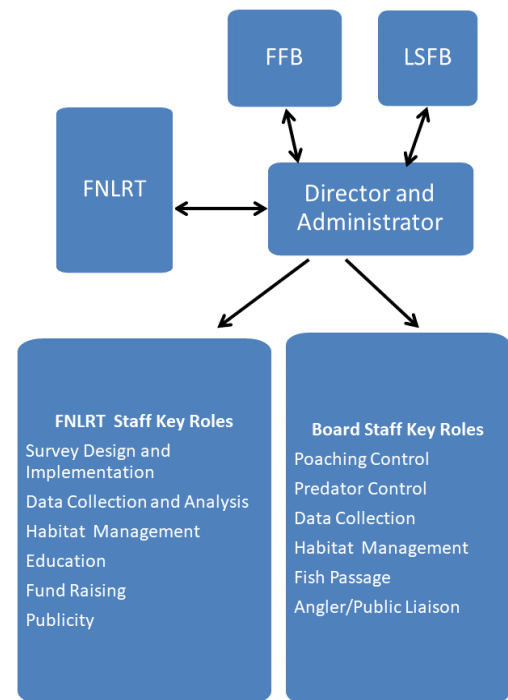 FFB
LSFB
FNLRT
Director and
Administrator
FNLRT Staff Key Roles
Survey Design and
Implementation
Data Collection and Analysis
Habitat Management
Education
Fund Raising
Publicity
Board Staff Key Roles
Poaching Control
Predator Control
Data Collection
Habitat Management
Fish Passage
Angler/Public Liaison